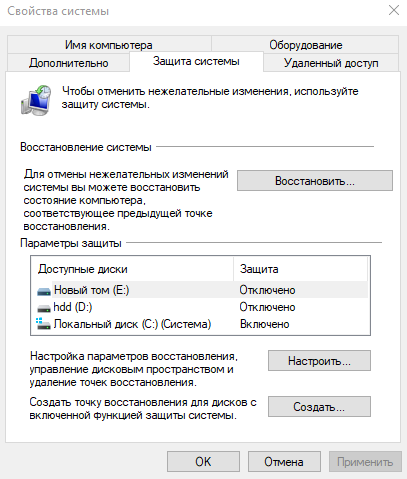 Свойства системы
Имя компьютера
Оборудование
Дополнительно
Защита системы
Удаленный доступ
Чтобы отменить нежелательные изменения, используйте
защиту системы.
Восстановление системы
Для отмены нежелательных изменений
системы вы можете восстановить
состояние компьютера,
соответствующее предыдущей точке
восстановления.
Восстановить...
Параметры защиты
Доступные диски Защита
Новый том (E:) Отключено
hdd (D:) Отключено
Локальный диск (C:) (Система) Включено
Настройка параметров восстановления,
управление дисковым пространством и
удаление точек восстановления.
Настроить...
Создать точку восстановления для дисков с
включенной функцией защиты системы.
Создать...
OK Отмена Применить